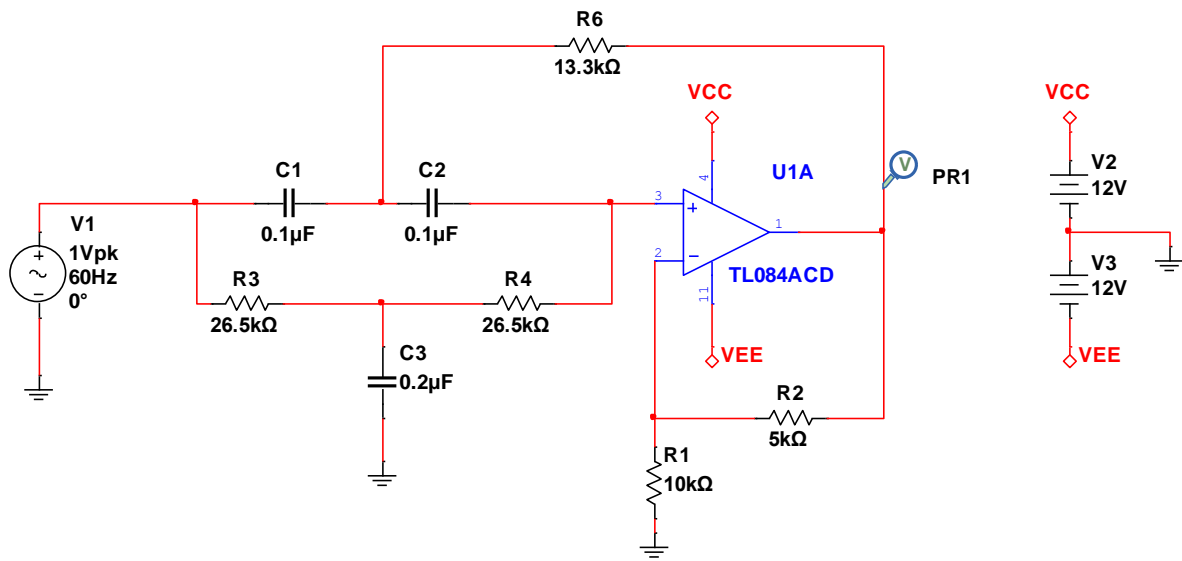 R6
13.3kΩ
VCC
VCC
C1
C2
4
U1A
V
PR1
V2
12V
0.1µF
0.1µF
3
+
1
V1
1Vpk
60Hz
0°
2
TL084ACD
V3
12V
R3
R4
26.5kΩ
26.5kΩ
11
C3
0.2µF
VEE
VEE
R2
5kΩ
R1
10kΩ